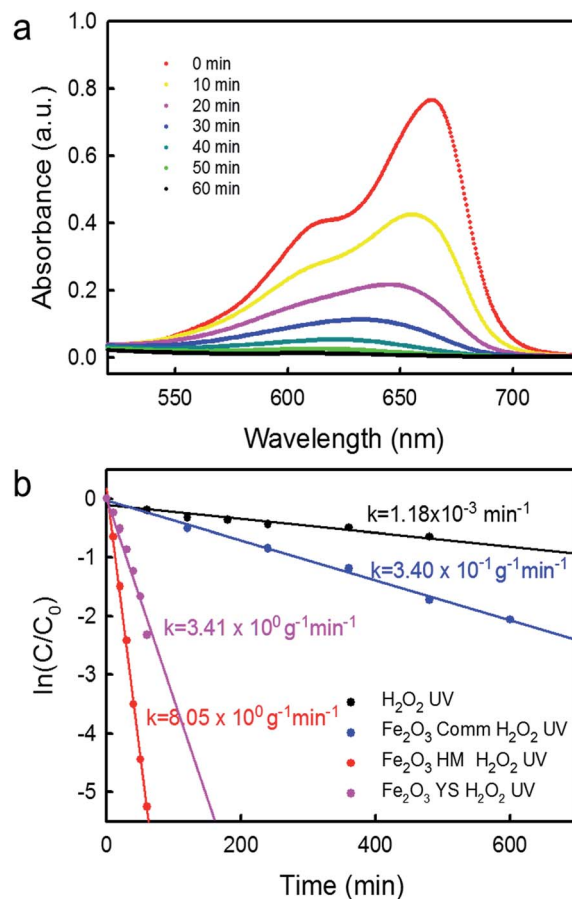 a
1.0
0.8
0.6
0.4
0.2
0.0
Absorbance (a.u.)
0 min
10 min
20 min
30 min
40 min
50 min
60 min
550
600
650
700
Wavelength (nm)
b
0
-1
-2
-3
-4
-5
ln(C/C₀)
k=1.18x10⁻³ min⁻¹
k=3.40 x 10⁻¹ g⁻¹min⁻¹
k=3.41 x 10⁰ g⁻¹min⁻¹
k=8.05 x 10⁰ g⁻¹min⁻¹
H₂O₂ UV
Fe₂O₃ Comm H₂O₂ UV
Fe₂O₃ HM H₂O₂ UV
Fe₂O₃ YS H₂O₂ UV
0
200
400
600
Time (min)